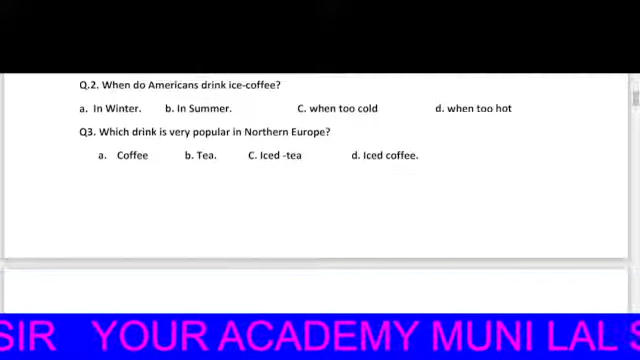 Q.2. When do Americans drink ice-coffee?
a. In Winter. b. In Summer. C. when too cold d. when too hot
Q3. Which drink is very popular in Northern Europe?
a. Coffee b. Tea. C. Iced -tea d. Iced coffee.
SIR YOUR ACADEMY MUNI LAL S